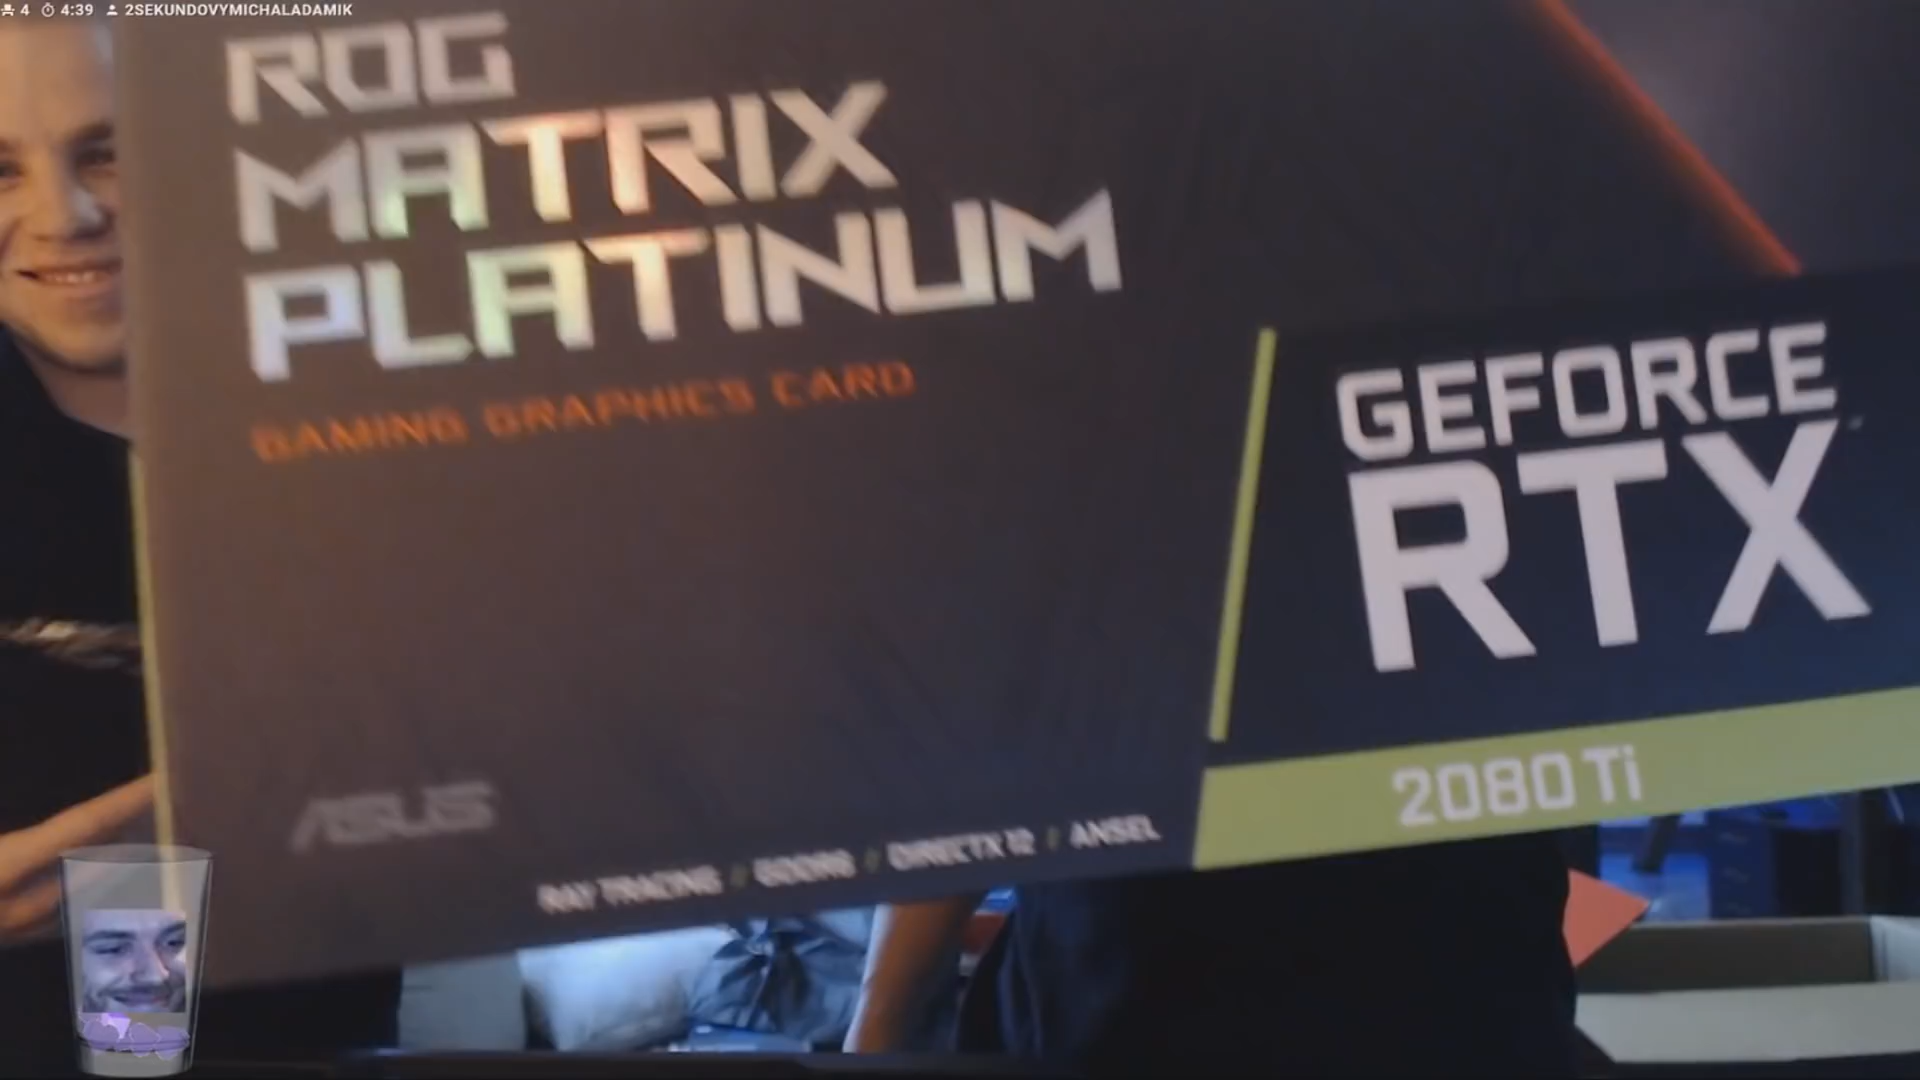 4 4:39 2SEKUNDOVYMICHALADAMIK
ROG
MATRIX
PLATINUM
GAMING GRAPHICS CARD
GEFORCE
RTX
2080 Ti
ASUS
RAY TRACING / GDDR6 / DIRECTX 12 / ANSEL